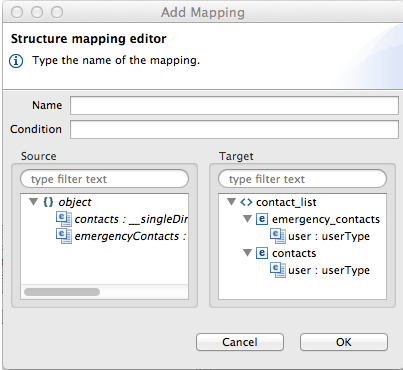 Add Mapping
Structure mapping editor
Type the name of the mapping.
Name
Condition
Source
Target
type filter text
type filter text
{} object
contacts : __singleDir
emergencyContacts :
<> contact_list
e emergency_contacts
user : userType
e contacts
user : userType
Cancel
OK